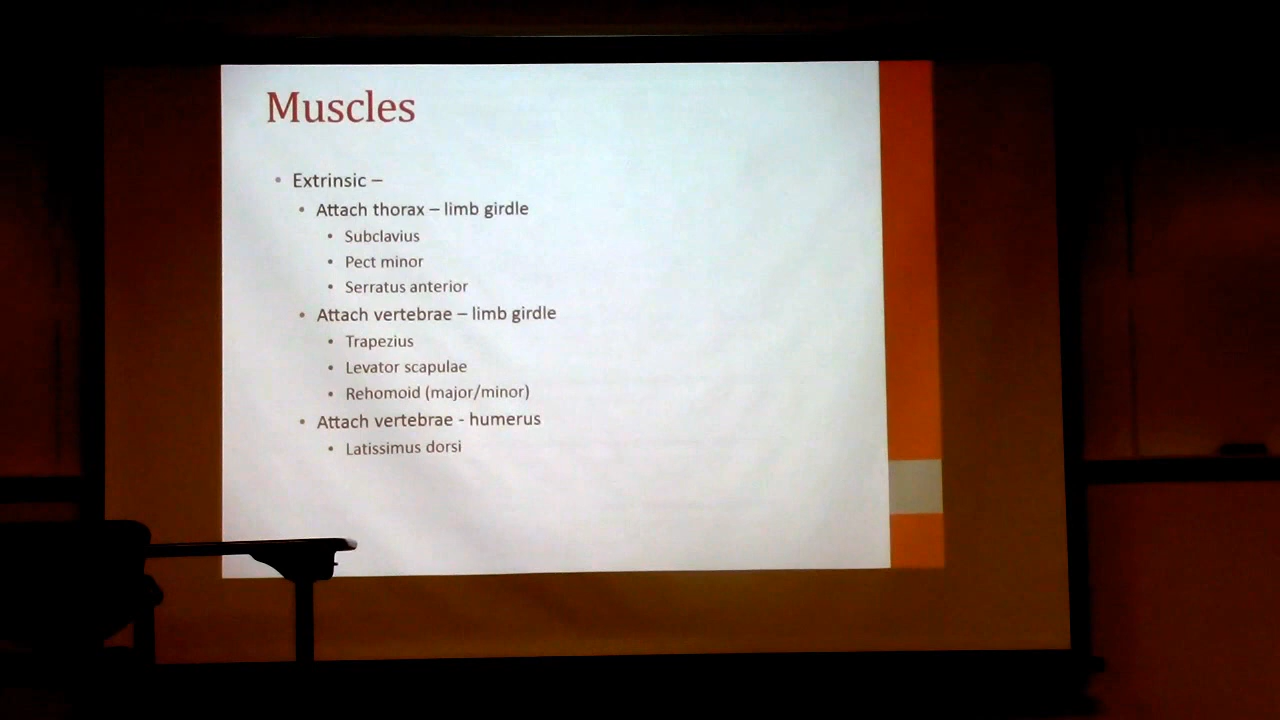 Muscles
• Extrinsic –
• Attach thorax – limb girdle
• Subclavius
• Pect minor
• Serratus anterior
• Attach vertebrae – limb girdle
• Trapezius
• Levator scapulae
• Rehomoid (major/minor)
• Attach vertebrae - humerus
• Latissimus dorsi